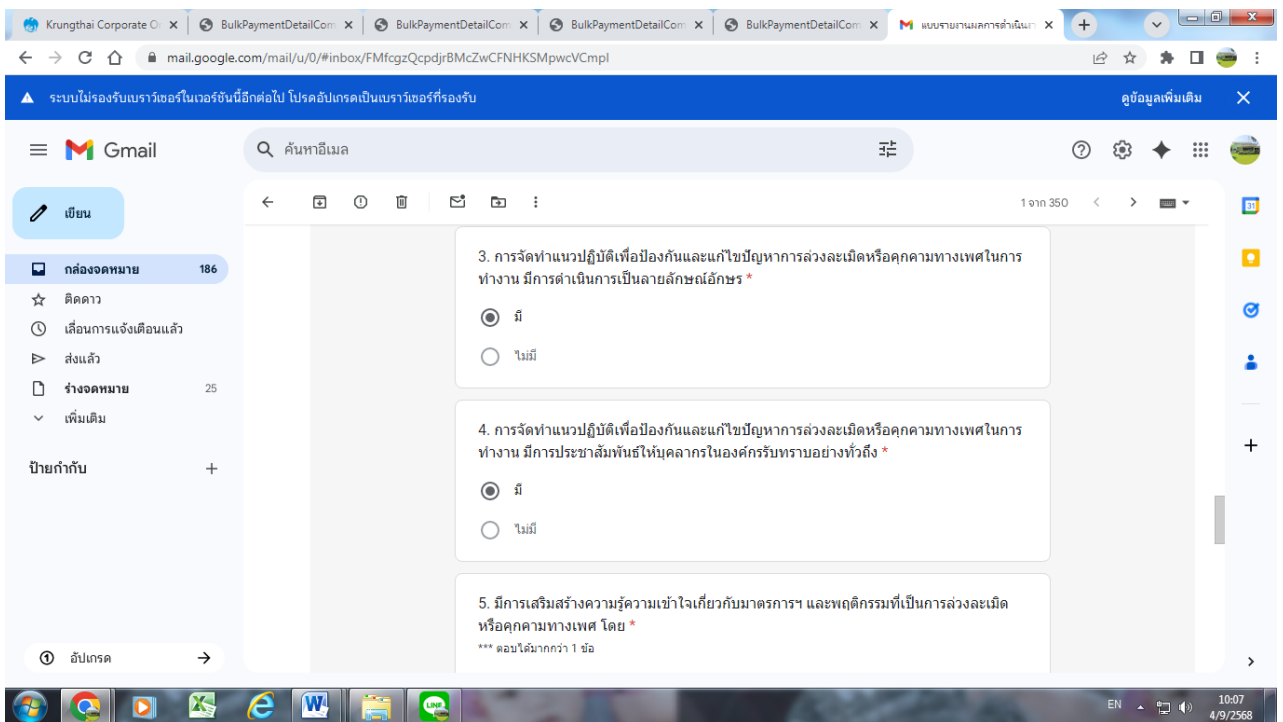 Krungthai Corporate O
BulkPaymentDetailCom
BulkPaymentDetailCom
BulkPaymentDetailCom
BulkPaymentDetailCom
แบบรายงานผลการดำเนินง
mail.google.com/mail/u/0/#inbox/FMfcgzQcpdjrBMcZwCFNHKSMpwcVCmpl
ระบบไม่รองรับเบราว์เซอร์ในเวอร์ชันนี้อีกต่อไป โปรดอัปเกรดเป็นเบราว์เซอร์ที่รองรับ
ดูข้อมูลเพิ่มเติม
Gmail
ค้นหาอีเมล
เขียน
1 จาก 350
31
กล่องจดหมาย 186
ติดดาว
เลื่อนการแจ้งเตือนแล้ว
ส่งแล้ว
ร่างจดหมาย 25
เพิ่มเติม
ป้ายกำกับ
3. การจัดทำแนวปฏิบัติเพื่อป้องกันและแก้ไขปัญหาการล่วงละเมิดหรือคุกคามทางเพศในการ
ทำงาน มีการดำเนินการเป็นลายลักษณ์อักษร *
มี
ไม่มี
4. การจัดทำแนวปฏิบัติเพื่อป้องกันและแก้ไขปัญหาการล่วงละเมิดหรือคุกคามทางเพศในการ
ทำงาน มีการประชาสัมพันธ์ให้บุคลากรในองค์กรรับทราบอย่างทั่วถึง *
มี
ไม่มี
5. มีการเสริมสร้างความรู้ความเข้าใจเกี่ยวกับมาตรการฯ และพฤติกรรมที่เป็นการล่วงละเมิด
หรือคุกคามทางเพศ โดย *
*** ตอบได้มากกว่า 1 ข้อ
อัปเกรด
LINE
EN
10:07
4/9/2568